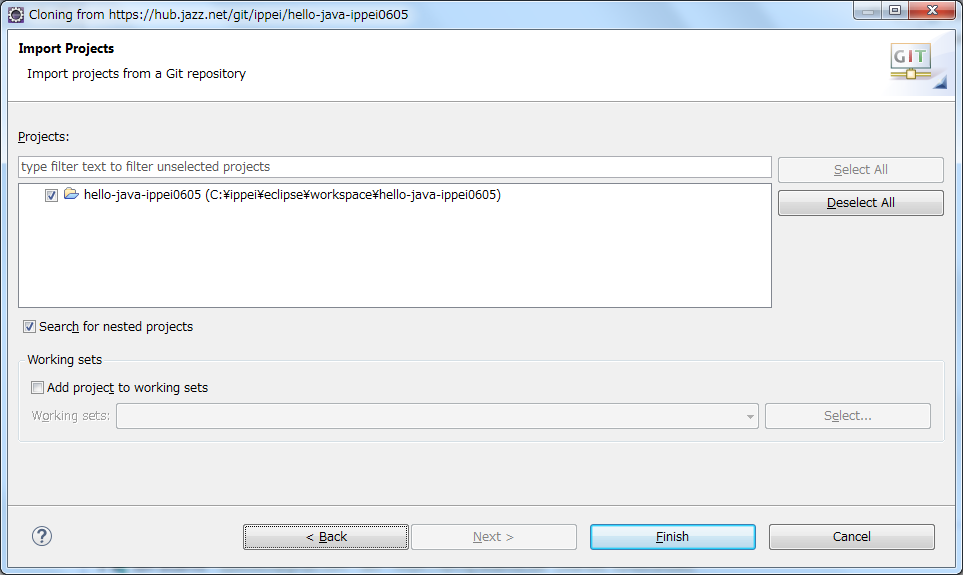 Cloning from https://hub.jazz.net/git/ippei/hello-java-ippei0605
Import Projects
Import projects from a Git repository
GIT
Projects:
type filter text to filter unselected projects
Select All
hello-java-ippei0605 (C:¥ippei¥eclipse¥workspace¥hello-java-ippei0605)
Deselect All
Search for nested projects
Working sets
Add project to working sets
Working sets:
Select...
?
< Back
Next >
Finish
Cancel